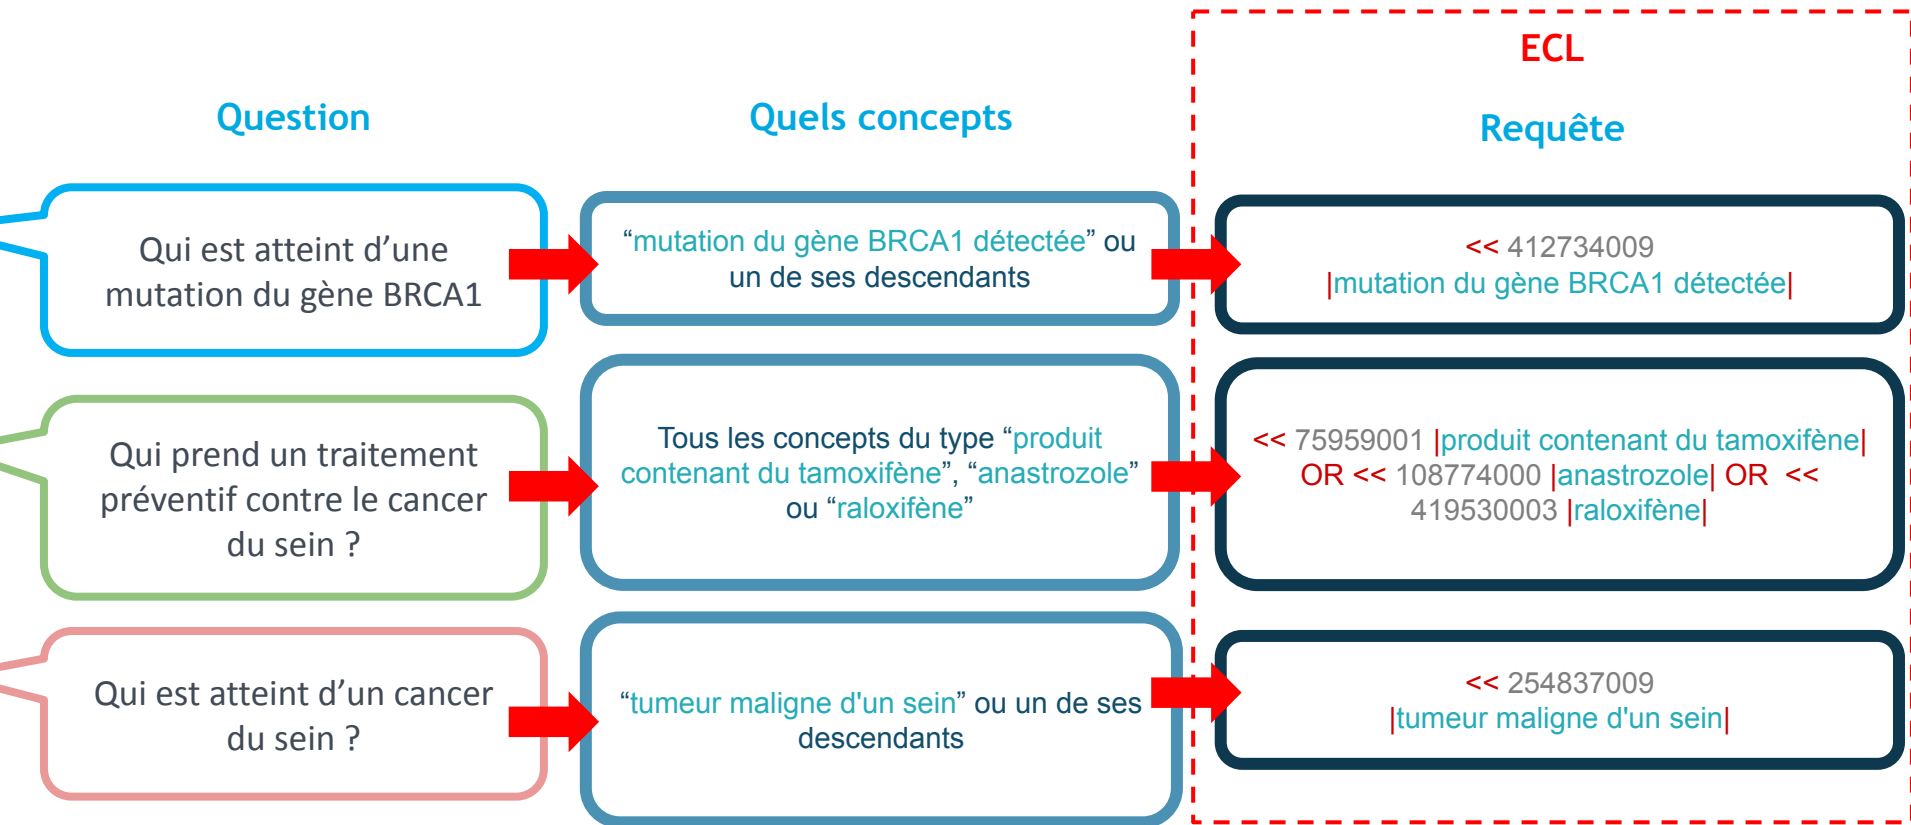 ECL
Question
Quels concepts
Requête
Qui est atteint d’une
mutation du gène BRCA1
“mutation du gène BRCA1 détectée” ou
un de ses descendants
<< 412734009
|mutation du gène BRCA1 détectée|
Qui prend un traitement
préventif contre le cancer
du sein ?
Tous les concepts du type “produit
contenant du tamoxifène”, “anastrozole”
ou “raloxifène”
<< 75959001 |produit contenant du tamoxifène|
OR << 108774000 |anastrozole| OR <<
419530003 |raloxifène|
Qui est atteint d’un cancer
du sein ?
“tumeur maligne d'un sein” ou un de ses
descendants
<< 254837009
|tumeur maligne d'un sein|